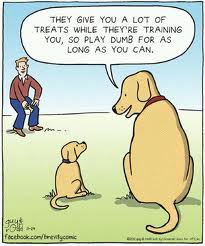 THEY GIVE YOU A LOT OF
TREATS WHILE THEY'RE TRAINING
YOU, SO PLAY DUMB FOR AS
LONG AS YOU CAN.
facebook.com/brevitycomic